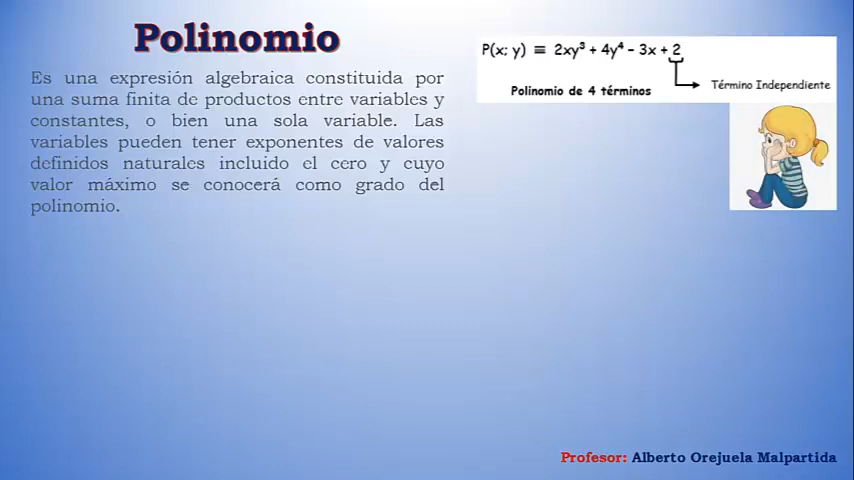 Polinomio
Es una expresión algebraica constituida por
una suma finita de productos entre variables y
constantes, o bien una sola variable. Las
variables pueden tener exponentes de valores
definidos naturales incluido el cero y cuyo
valor máximo se conocerá como grado del
polinomio.
P(x; y) ≡ 2xy³ + 4y⁴ - 3x + 2
Término Independiente
Polinomio de 4 términos
Profesor: Alberto Orejuela Malpartida